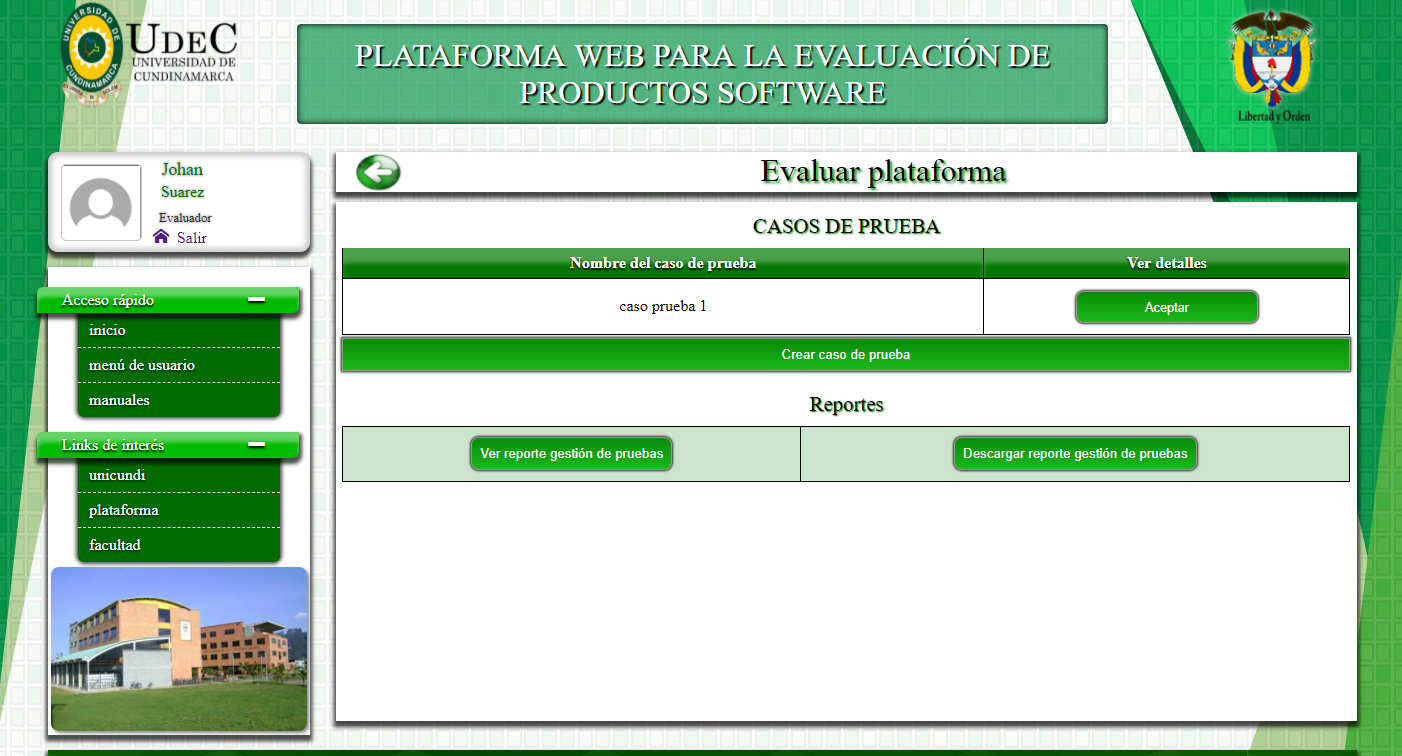 UNIVERSIDAD DE
CUNDINAMARCA
UDEC
UNIVERSIDAD DE
CUNDINAMARCA
PLATAFORMA WEB PARA LA EVALUACIÓN DE
PRODUCTOS SOFTWARE
Libertad y Orden
Johan
Suarez
Evaluador
Salir
Acceso rápido
inicio
menú de usuario
manuales
Links de interés
unicundi
plataforma
facultad
Evaluar plataforma
CASOS DE PRUEBA
Nombre del caso de prueba Ver detalles
caso prueba 1 Aceptar
Crear caso de prueba
Reportes
Ver reporte gestión de pruebas Descargar reporte gestión de pruebas